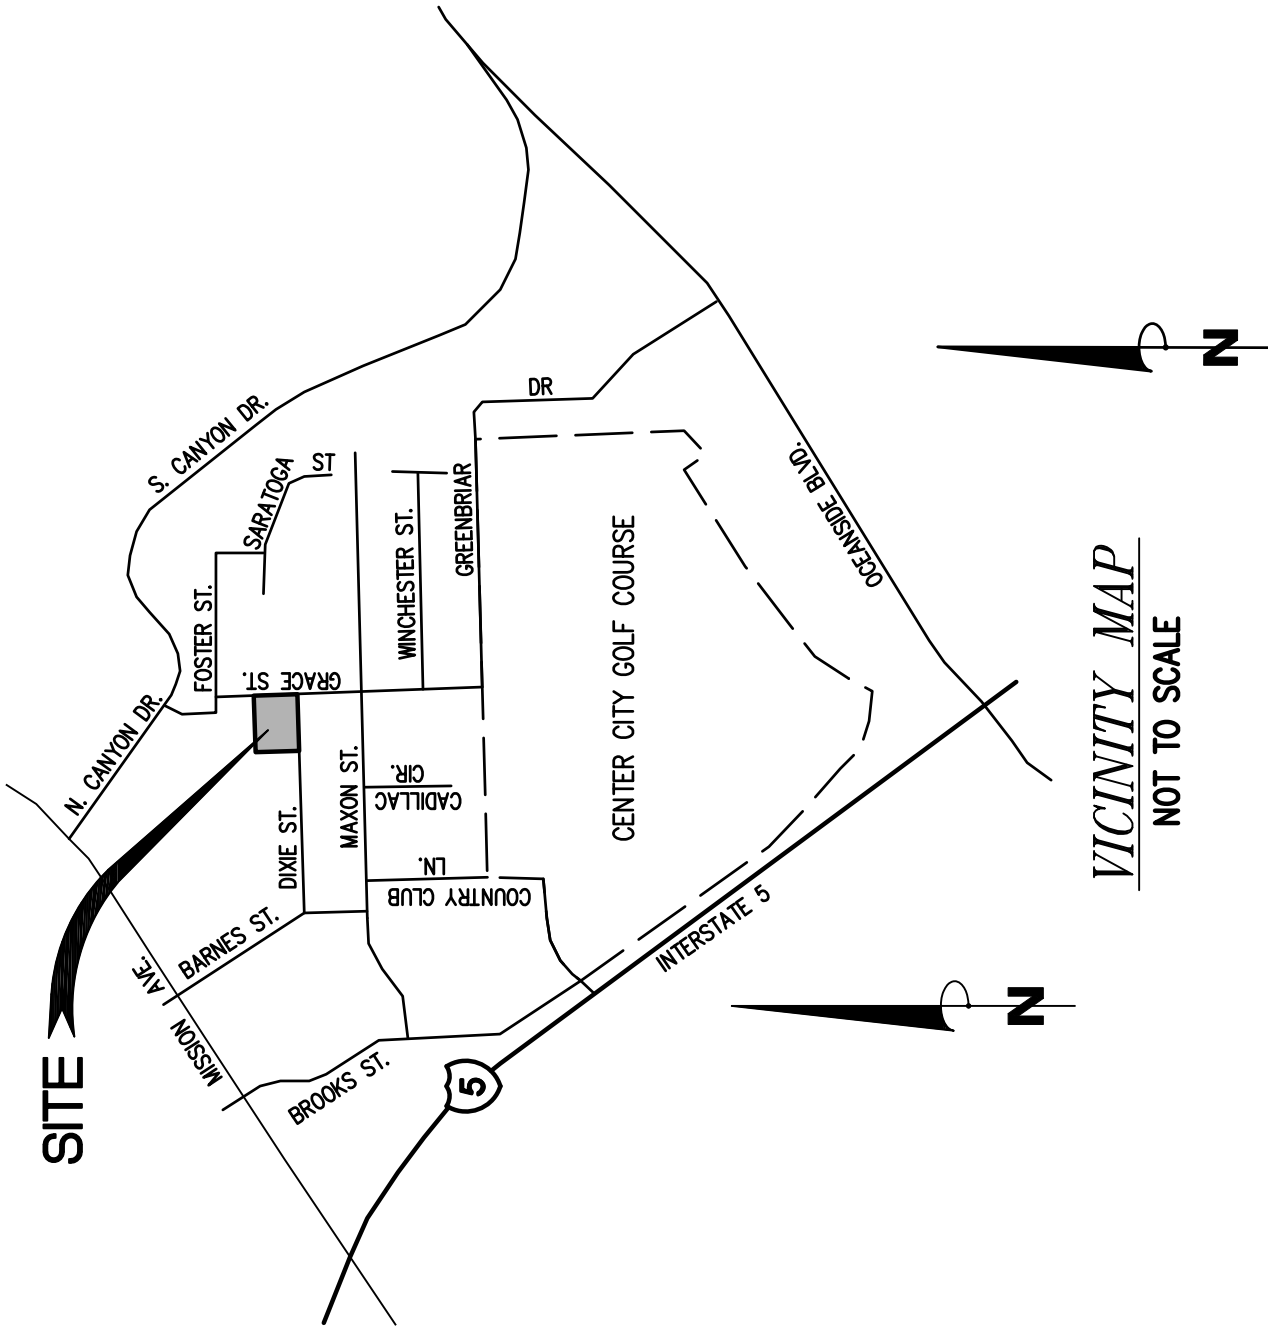 SITE
MISSION
AVE.
N. CANYON DR.
S. CANYON DR.
BARNES ST.
BROOKS ST.
FOSTER ST.
SARATOGA
ST
GRACE ST.
DIXIE ST.
MAXON ST.
WINCHESTER ST.
GREENBRIAR
DR
CADILLAC
CIR.
COUNTRY CLUB
LN.
CENTER CITY GOLF COURSE
OCEANSIDE BLVD.
INTERSTATE 5
5
N
N
VICINITY MAP
NOT TO SCALE